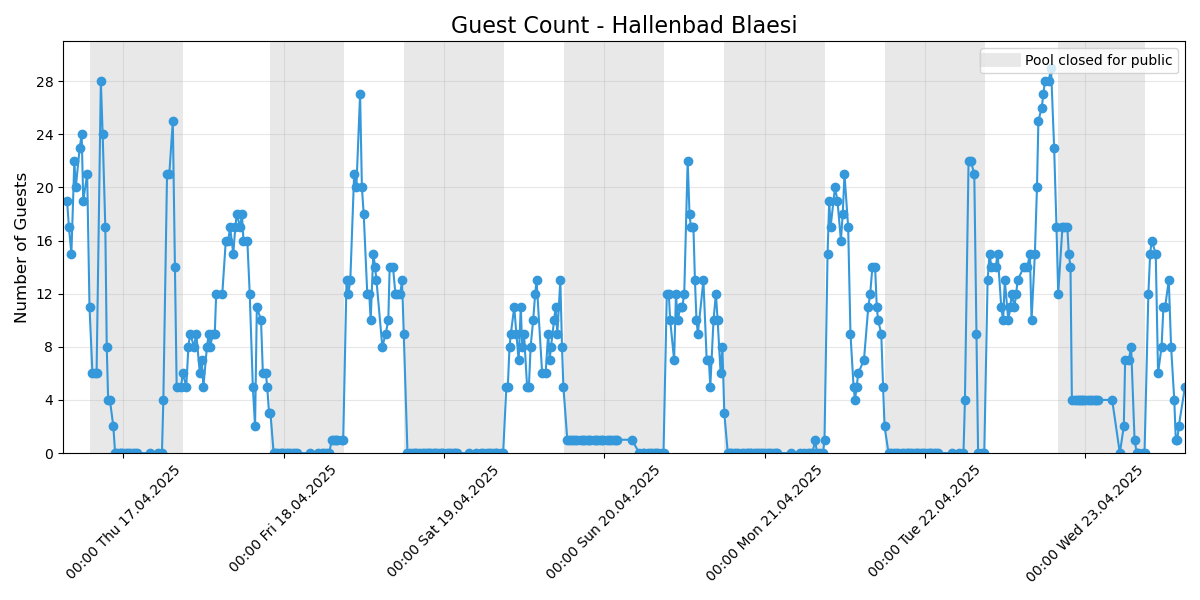 Guest Count - Hallenbad Blaesi
Pool closed for public
Number of Guests
28
24
20
16
12
8
4
0
00:00 Thu 17.04.2025
00:00 Fri 18.04.2025
00:00 Sat 19.04.2025
00:00 Sun 20.04.2025
00:00 Mon 21.04.2025
00:00 Tue 22.04.2025
00:00 Wed 23.04.2025